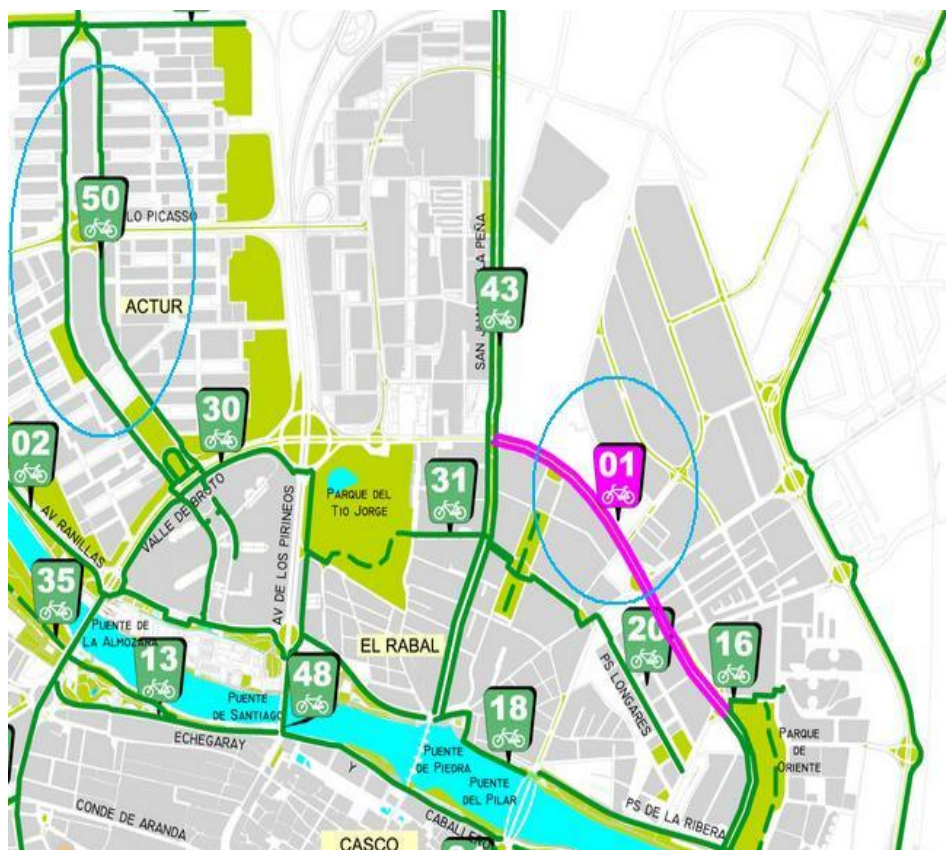 50
LO PICASSO
ACTUR
SAN J
LA PEÑA
43
30
02
01
31
PARQUE DEL
TIO JORGE
AV RANILLAS
VALLE DE BROTO
AV DE LOS PIRINEOS
35
PUENTE DE
LA ALMOZARA
13
EL RABAL
20
16
PUENTE
DE SANTIAGO
48
PS LONGARES
18
ECHEGARAY
Y
PUENTE
DE PIEDRA
PUENTE
DEL PILAR
PARQUE
DE
ORIENTE
PS DE LA RIBERA
CONDE DE ARANDA
CABALLERO
CASCO